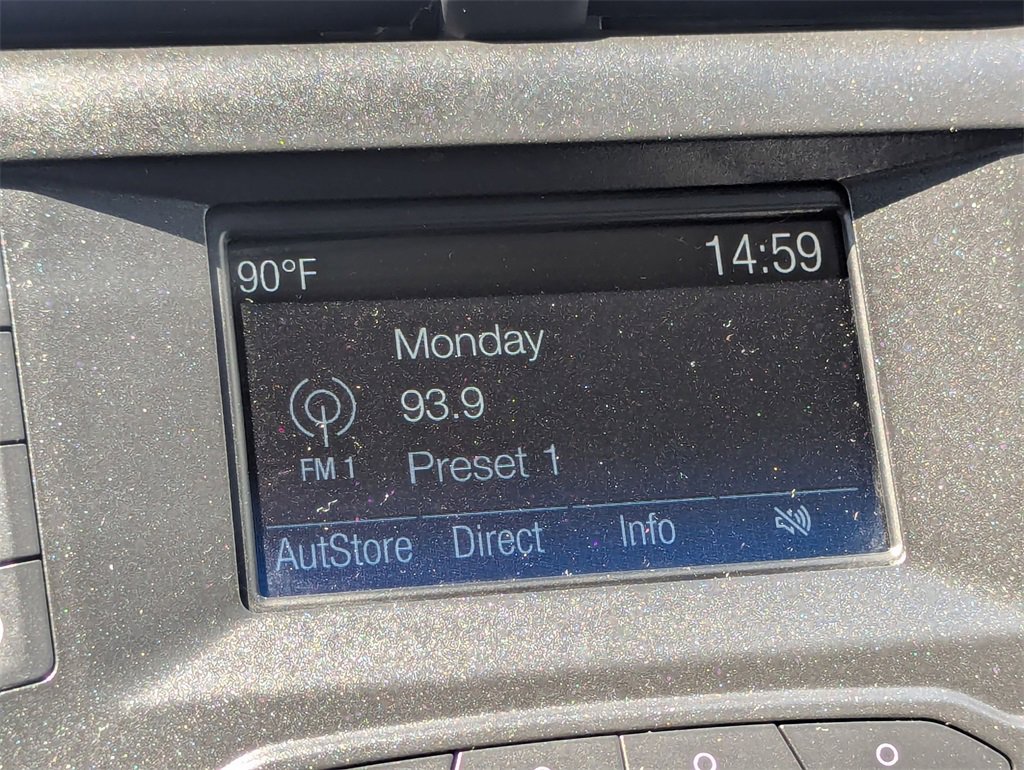 90°F 14:59
Monday
93.9
FM 1 Preset 1
AutStore Direct Info